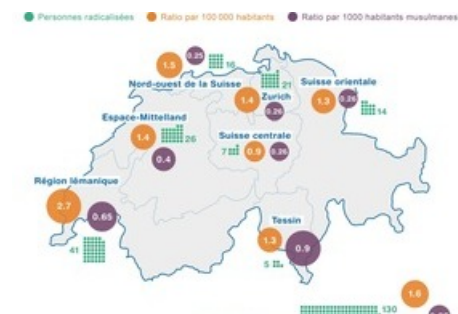 Personnes radicalisées Ratio par 100 000 habitants Ratio par 1000 habitants musulmanes
1.5 0.25 16
Nord-ouest de la Suisse
21
Suisse orientale
1.4 Zurich
0.26
1.3 0.26 14
Espace-Mittelland
1.4 26
0.4
Suisse centrale
7 0.9 0.26
Région lémanique
2.7 0.65
41
Tessin
1.3 0.9
5
1.6
130